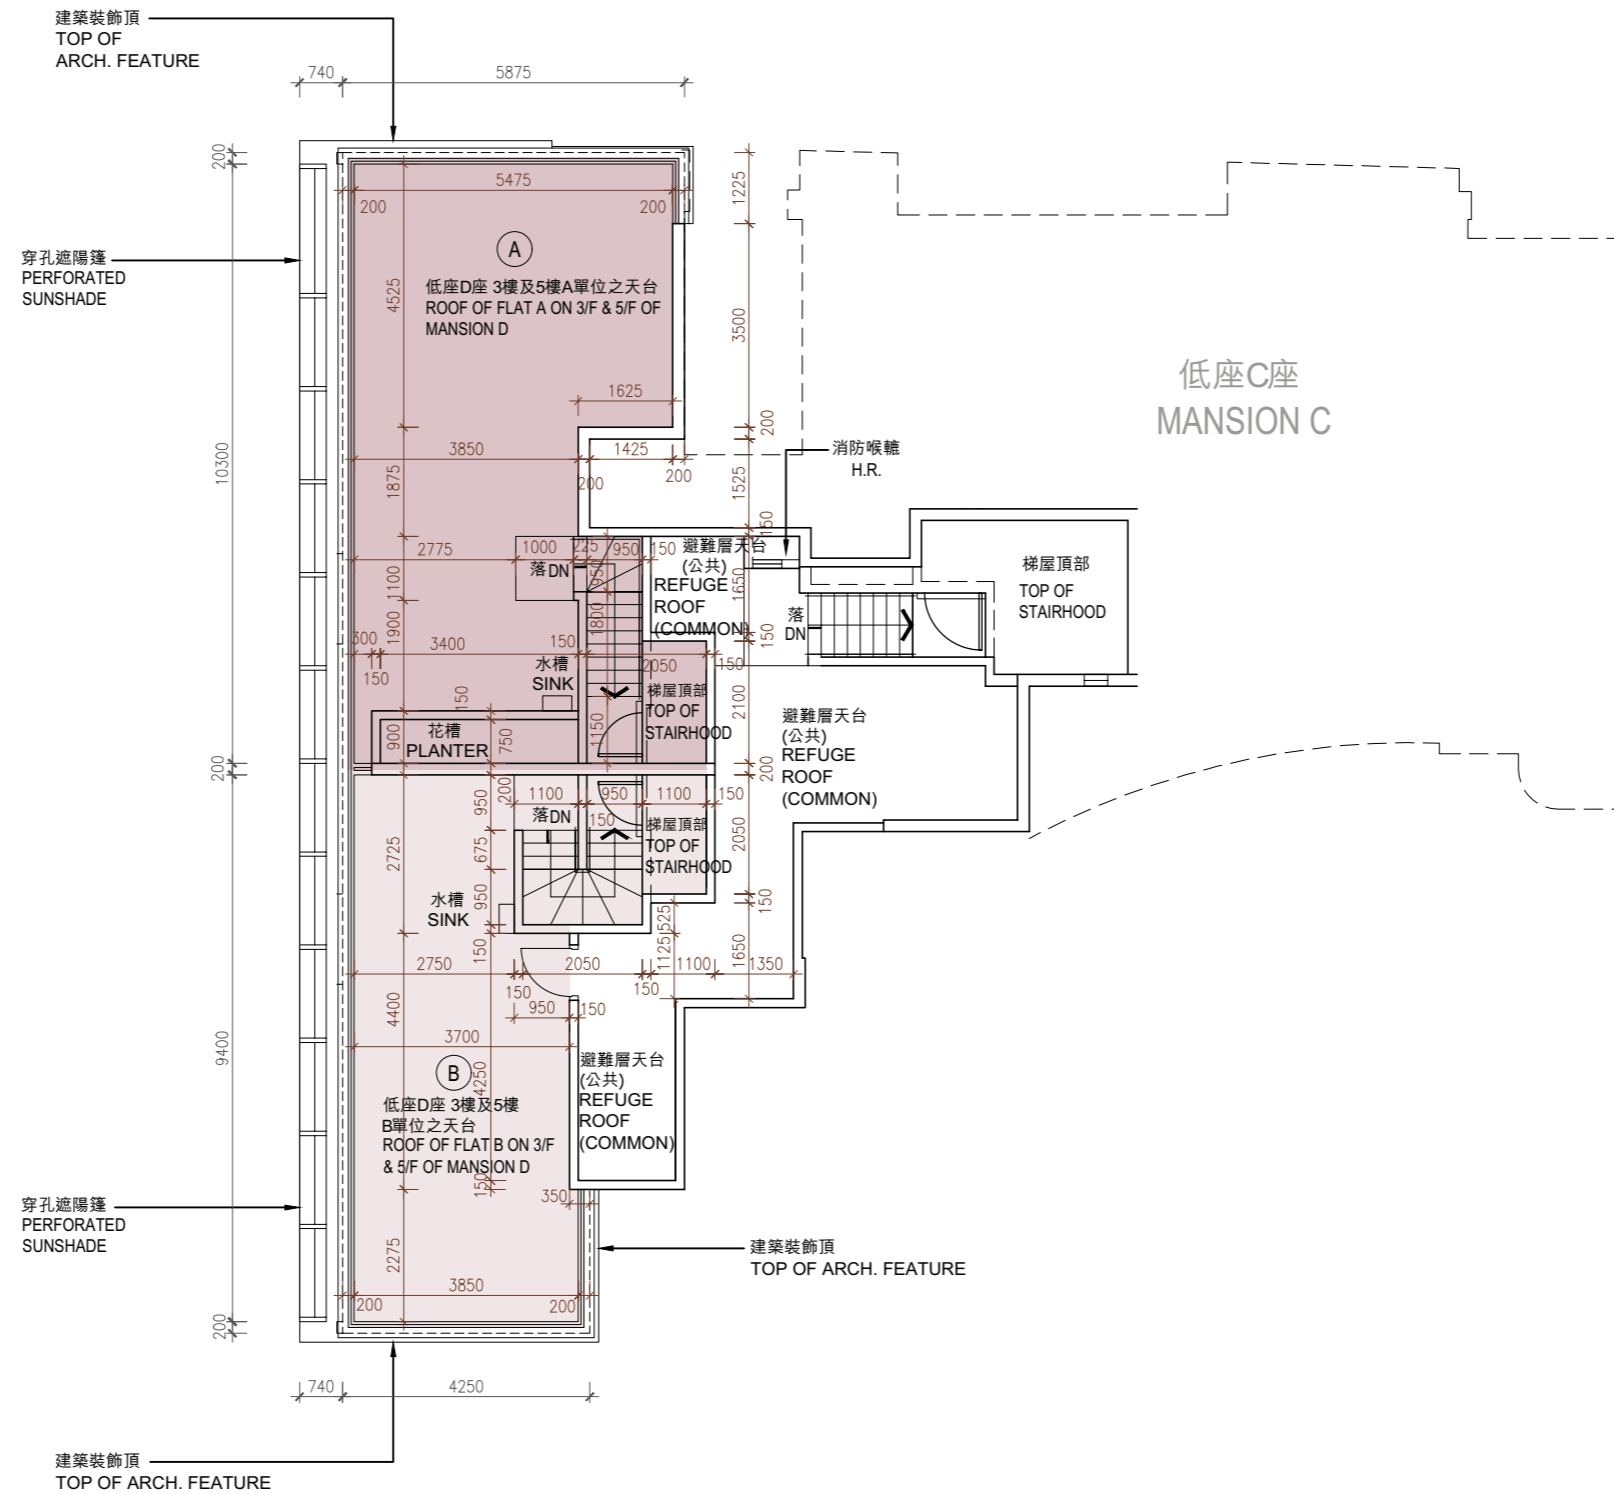 建築裝飾頂
TOP OF
ARCH. FEATURE
740
5875
200
5475
200
200
1225
穿孔遮陽篷
PERFORATED
SUNSHADE
A
低座D座 3樓及5樓A單位之天台
ROOF OF FLAT A ON 3/F & 5/F OF
MANSION D
4525
3500
1625
低座C座
MANSION C
200
3850
1425
消防喉轆
H.R.
10300
1875
200
200
1525
150
2775
1000
225
950
150
避難層天台
(公共)
REFUGE
ROOF
(COMMON)
落DN
950
1100
1650
梯屋頂部
TOP OF
STAIRHOOD
1800
落
DN
300
1900
3400
150
150
水槽
SINK
2050
150
150
150
梯屋頂部
TOP OF
STAIRHOOD
2100
避難層天台
(公共)
REFUGE
ROOF
(COMMON)
花槽
PLANTER
900
750
1150
200
200
200
1100
950
1100
150
落DN
950
150
梯屋頂部
TOP OF
STAIRHOOD
2725
675
2050
水槽
SINK
950
150
525
150
1125
1650
2750
2050
1100
1350
150
150
950
150
4400
3700
9400
B
4250
低座D座 3樓及5樓
B單位之天台
ROOF OF FLAT B ON 3/F
& 5/F OF MANSION D
避難層天台
(公共)
REFUGE
ROOF
(COMMON)
150
350
穿孔遮陽篷
PERFORATED
SUNSHADE
2275
建築裝飾頂
TOP OF ARCH. FEATURE
3850
200
200
200
740
4250
建築裝飾頂
TOP OF ARCH. FEATURE